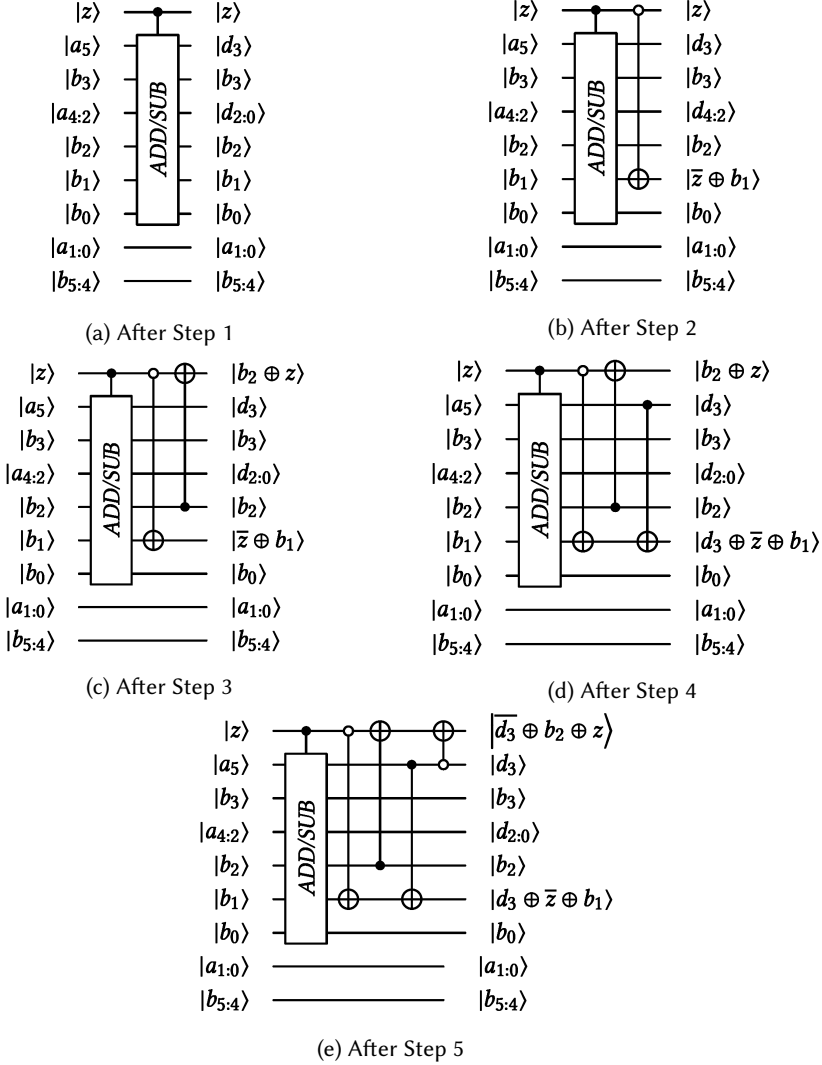 |z⟩ |z⟩
|a₅⟩ |d₃⟩
|b₃⟩ |b₃⟩
|a₄:₂⟩ |d₂:₀⟩
|b₂⟩ |b₂⟩
|b₁⟩ |b₁⟩
|b₀⟩ |b₀⟩
|a₁:₀⟩ |a₁:₀⟩
|b₅:₄⟩ |b₅:₄⟩
ADD/SUB
(a) After Step 1
|z⟩ |z⟩
|a₅⟩ |d₃⟩
|b₃⟩ |b₃⟩
|a₄:₂⟩ |d₄:₂⟩
|b₂⟩ |b₂⟩
|b₁⟩ |z̅ ⊕ b₁⟩
|b₀⟩ |b₀⟩
|a₁:₀⟩ |a₁:₀⟩
|b₅:₄⟩ |b₅:₄⟩
ADD/SUB
(b) After Step 2
|z⟩ |b₂ ⊕ z⟩
|a₅⟩ |d₃⟩
|b₃⟩ |b₃⟩
|a₄:₂⟩ |d₂:₀⟩
|b₂⟩ |b₂⟩
|b₁⟩ |z̅ ⊕ b₁⟩
|b₀⟩ |b₀⟩
|a₁:₀⟩ |a₁:₀⟩
|b₅:₄⟩ |b₅:₄⟩
ADD/SUB
(c) After Step 3
|z⟩ |b₂ ⊕ z⟩
|a₅⟩ |d₃⟩
|b₃⟩ |b₃⟩
|a₄:₂⟩ |d₂:₀⟩
|b₂⟩ |b₂⟩
|b₁⟩ |d₃ ⊕ z̅ ⊕ b₁⟩
|b₀⟩ |b₀⟩
|a₁:₀⟩ |a₁:₀⟩
|b₅:₄⟩ |b₅:₄⟩
ADD/SUB
(d) After Step 4
|z⟩ |d̅₃̅ ⊕ b₂ ⊕ z⟩
|a₅⟩ |d₃⟩
|b₃⟩ |b₃⟩
|a₄:₂⟩ |d₂:₀⟩
|b₂⟩ |b₂⟩
|b₁⟩ |d₃ ⊕ z̅ ⊕ b₁⟩
|b₀⟩ |b₀⟩
|a₁:₀⟩ |a₁:₀⟩
|b₅:₄⟩ |b₅:₄⟩
ADD/SUB
(e) After Step 5